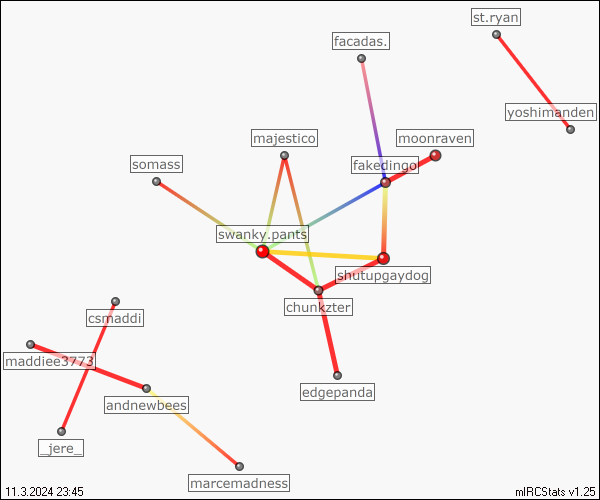 st.ryan
facadas.
yoshimanden
majestico
moonraven
somass
fakedingo
swanky.pants
shutupgaydog
chunkzter
csmaddi
maddiee3773
edgepanda
andnewbees
_jere_
marcemadness
11.3.2024 23:45
mIRCStats v1.25